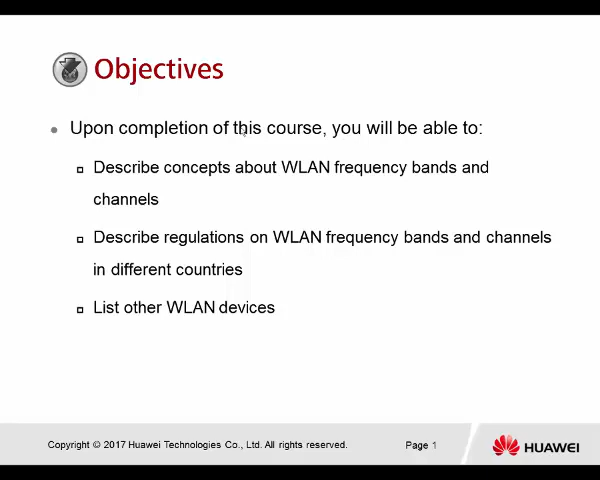 Objectives
Upon completion of this course, you will be able to:
Describe concepts about WLAN frequency bands and
channels
Describe regulations on WLAN frequency bands and channels
in different countries
List other WLAN devices
Copyright © 2017 Huawei Technologies Co., Ltd. All rights reserved.
Page 1
HUAWEI